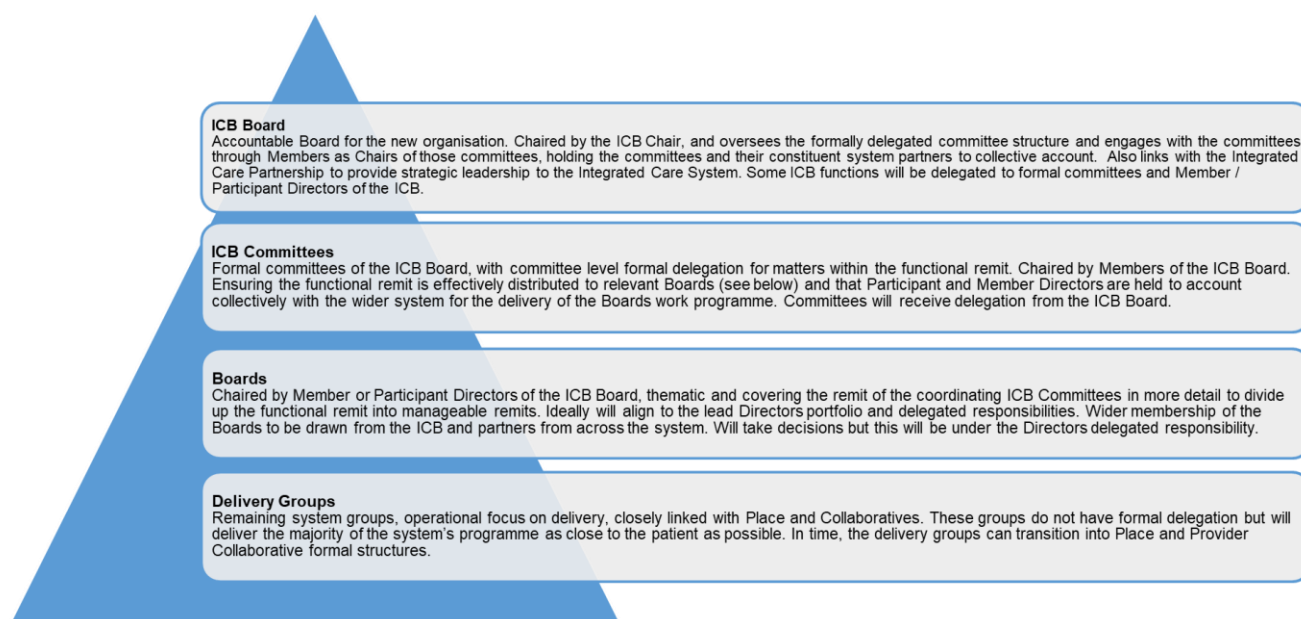 ICB Board
Accountable Board for the new organisation. Chaired by the ICB Chair, and oversees the formally delegated committee structure and engages with the committees
through Members as Chairs of those committees, holding the committees and their constituent system partners to collective account. Also links with the Integrated
Care Partnership to provide strategic leadership to the Integrated Care System. Some ICB functions will be delegated to formal committees and Member /
Participant Directors of the ICB.
ICB Committees
Formal committees of the ICB Board, with committee level formal delegation for matters within the functional remit. Chaired by Members of the ICB Board.
Ensuring the functional remit is effectively distributed to relevant Boards (see below) and that Participant and Member Directors are held to account
collectively with the wider system for the delivery of the Boards work programme. Committees will receive delegation from the ICB Board.
Boards
Chaired by Member or Participant Directors of the ICB Board, thematic and covering the remit of the coordinating ICB Committees in more detail to divide
up the functional remit into manageable remits. Ideally will align to the lead Directors portfolio and delegated responsibilities. Wider membership of the
Boards to be drawn from the ICB and partners from across the system. Will take decisions but this will be under the Directors delegated responsibility.
Delivery Groups
Remaining system groups, operational focus on delivery, closely linked with Place and Collaboratives. These groups do not have formal delegation but will
deliver the majority of the system's programme as close to the patient as possible. In time, the delivery groups can transition into Place and Provider
Collaborative formal structures.